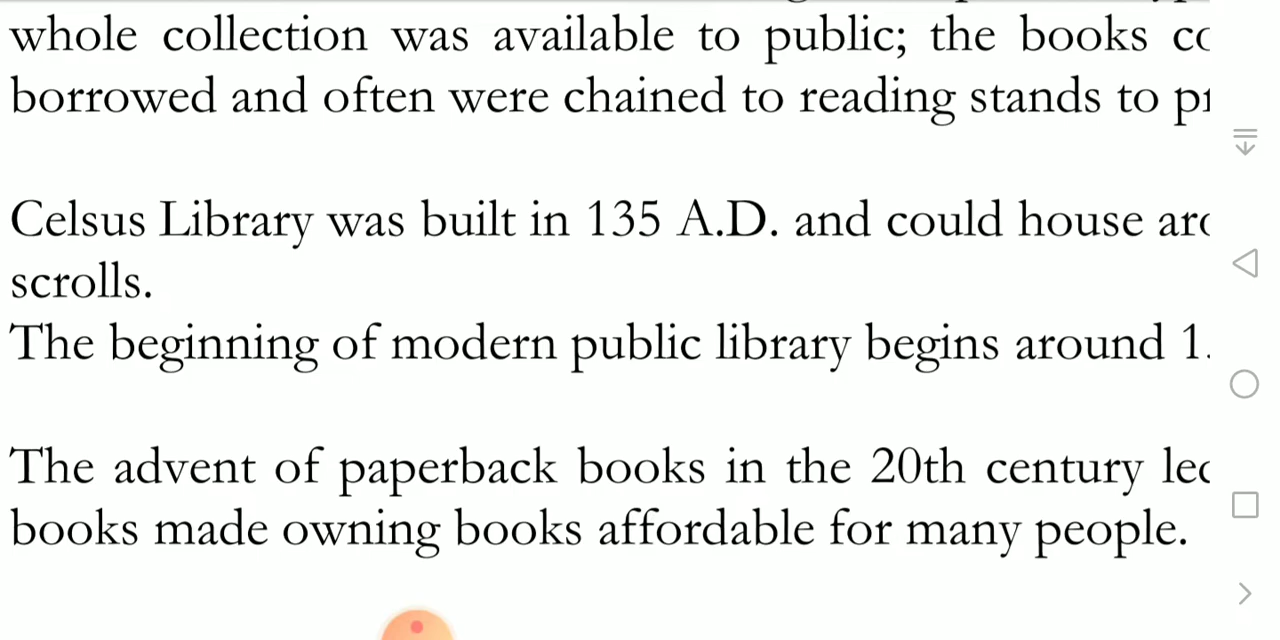 whole collection was available to public; the books
borrowed and often were chained to reading stands to
Celsus Library was built in 135 A.D. and could house
scrolls.
The beginning of modern public library begins around
The advent of paperback books in the 20th century
books made owning books affordable for many people.